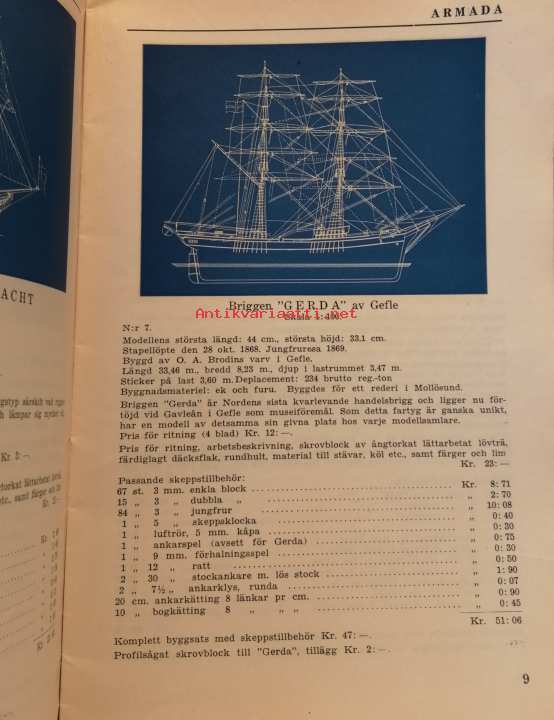 ARMADA
Briggen "GERDA" av Gefle
Antikvariaatti.net
N:r 7.
Modellens största längd: 44 cm., största höjd: 33,1 cm.
Stapellöpte den 28 okt. 1868. Jungfruresa 1869.
Byggd av O. A. Brodins varv i Gefle.
Längd 33,46 m., bredd 8,23 m., djup i lastrummet 3,47 m.
Sticker på last 3,60 m. Deplacement: 234 brutto reg.-ton
Byggnadsmateriel: ek och furu. Byggdes för ett rederi i Mollösund.
Briggen "Gerda" är Nordens sista kvarlevande handelsbrigg och ligger nu för-
töjd vid Gavleån i Gefle som museiföremål. Som detta fartyg är ganska unikt,
har en modell av detsamma sin givna plats hos varje modellsamlare.
Pris för ritning (4 blad) Kr. 12:—.
Pris för ritning, arbetsbeskrivning, skrovblock av ångtorkat lättarbetat lövträ,
färdiglagt däcksflak, rundhult, material till stävar, köl etc., samt färger och lim
Kr. 23:—
Passande skeppstillbehör:
67 st. 3 mm. enkla block Kr. 8:71
15 „ 3 „ dubbla „ „ 2:70
84 „ 3 „ jungfrur „ 10:08
1 „ 5 „ skeppsklocka „ 0:40
1 „ luftrör, 5 mm. kåpa „ 0:30
1 „ ankarspel (avsett för Gerda) „ 0:75
1 „ 9 mm. förhalningsspel „ 0:30
1 „ 12 „ ratt „ 0:50
2 „ 30 „ stockankare m. lös stock „ 1:90
2 „ 7½ „ ankarklys, runda „ 0:07
20 cm. ankarkätting 8 länkar pr cm. „ 0:90
10 „ bogkätting 8 „ „ „ „ 0:45
Kr. 51:06
Komplett byggsats med skeppstillbehör Kr. 47:—.
Profilsågat skrovblock till "Gerda", tillägg Kr. 2:—.
9
ACHT